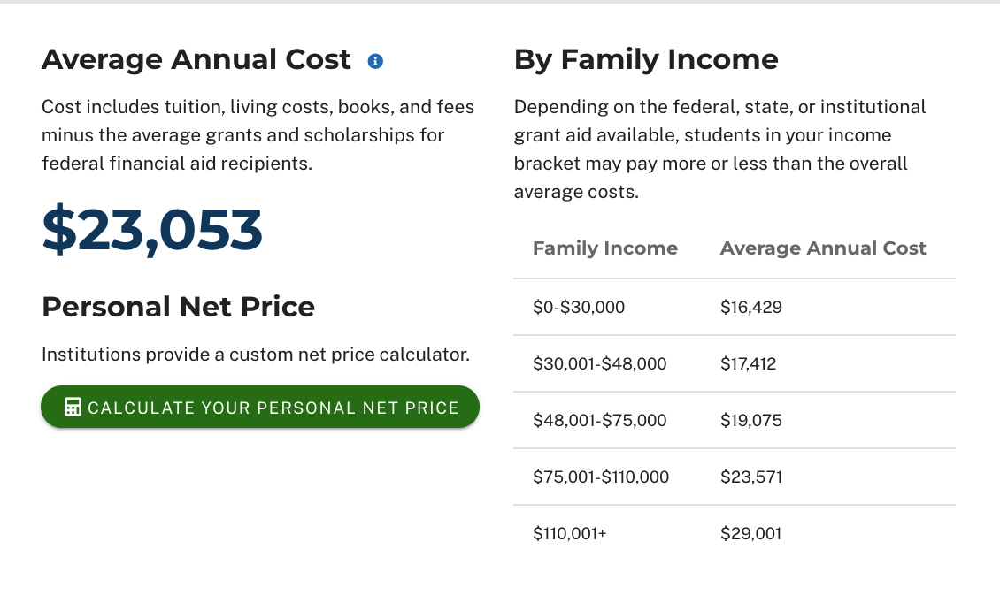 Average Annual Cost
Cost includes tuition, living costs, books, and fees
minus the average grants and scholarships for
federal financial aid recipients.
$23,053
Personal Net Price
Institutions provide a custom net price calculator.
CALCULATE YOUR PERSONAL NET PRICE
By Family Income
Depending on the federal, state, or institutional
grant aid available, students in your income
bracket may pay more or less than the overall
average costs.
Family Income Average Annual Cost
$0-$30,000 $16,429
$30,001-$48,000 $17,412
$48,001-$75,000 $19,075
$75,001-$110,000 $23,571
$110,001+ $29,001